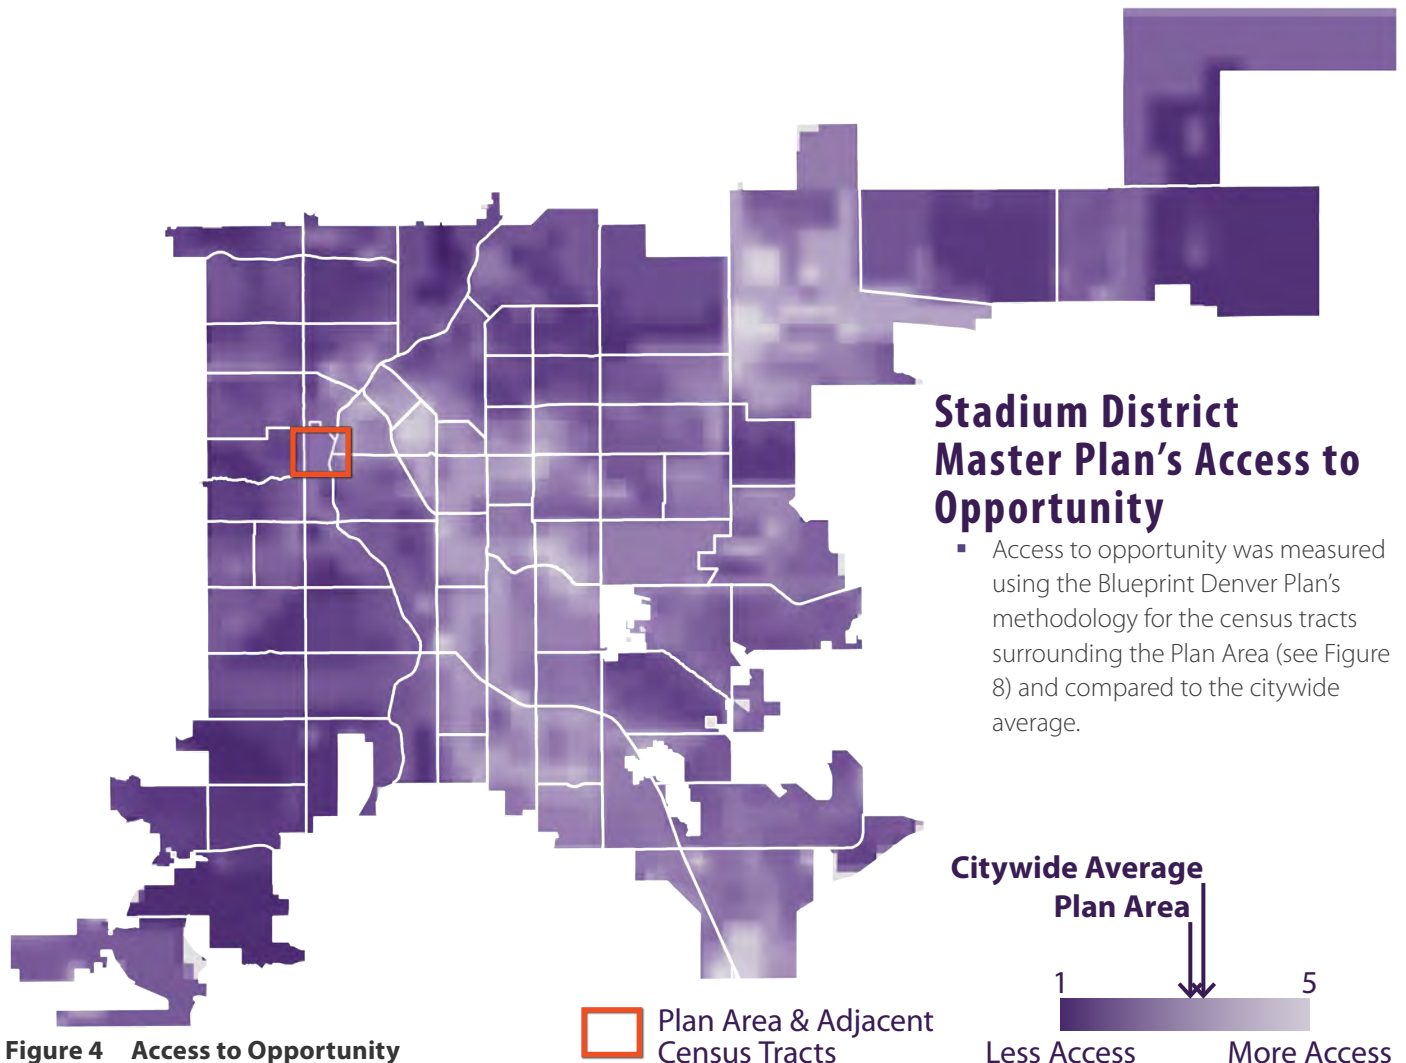 Stadium District
Master Plan's Access to
Opportunity
▪ Access to opportunity was measured
using the Blueprint Denver Plan's
methodology for the census tracts
surrounding the Plan Area (see Figure
8) and compared to the citywide
average.
Citywide Average
Plan Area
1 5
Less Access More Access
Plan Area & Adjacent
Census Tracts
Figure 4 Access to Opportunity